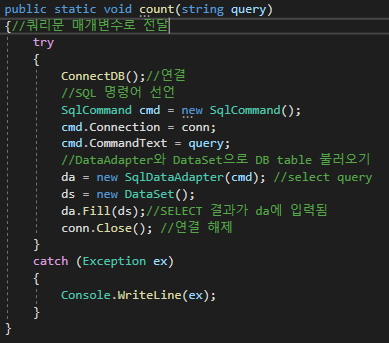 public static void count(string query)
{//쿼리문 매개변수로 전달
try
{
ConnectDB();//연결
//SQL 명령어 선언
SqlCommand cmd = new SqlCommand();
cmd.Connection = conn;
cmd.CommandText = query;
//DataAdapter와 DataSet으로 DB table 불러오기
da = new SqlDataAdapter(cmd); //select query
ds = new DataSet();
da.Fill(ds);//SELECT 결과가 da에 입력됨
conn.Close(); //연결 해제
}
catch (Exception ex)
{
Console.WriteLine(ex);
}
}